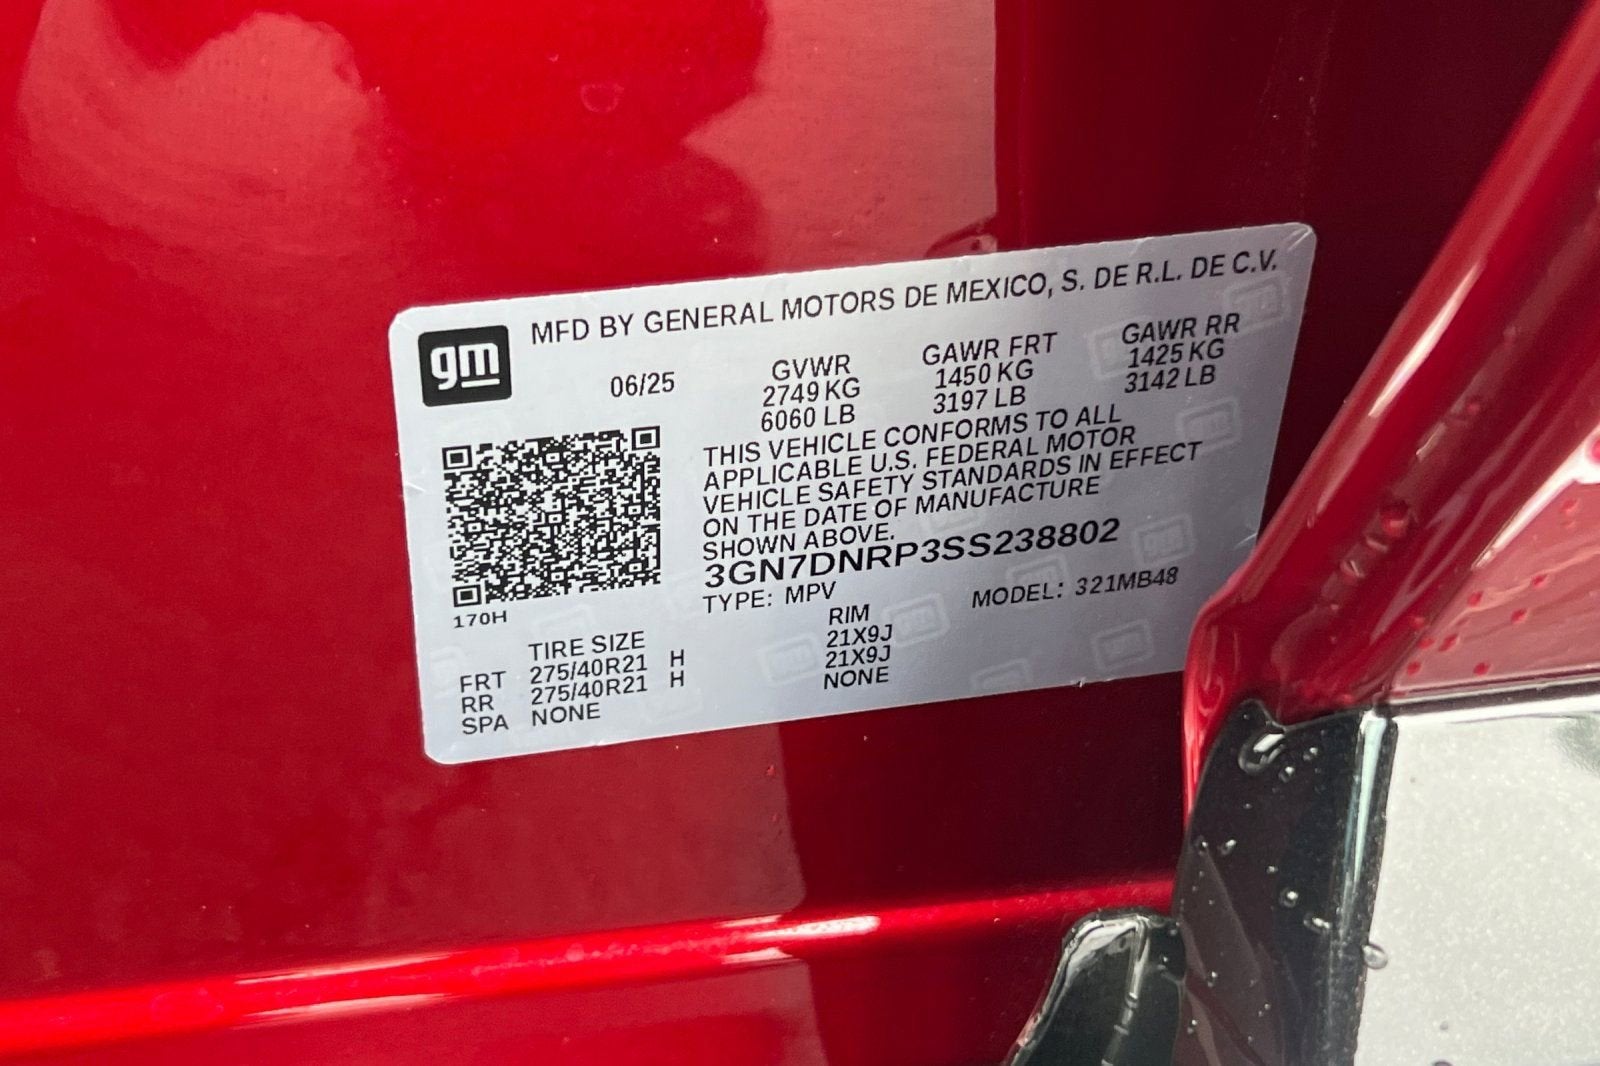 MFD BY GENERAL MOTORS DE MEXICO, S. DE R.L. DE C.V.
gm
06/25
GVWR
2749 KG
6060 LB
GAWR FRT
1450 KG
3197 LB
GAWR RR
1425 KG
3142 LB
THIS VEHICLE CONFORMS TO ALL
APPLICABLE U.S. FEDERAL MOTOR
VEHICLE SAFETY STANDARDS IN EFFECT
ON THE DATE OF MANUFACTURE
SHOWN ABOVE.
3GN7DNRP3SS238802
TYPE: MPV MODEL: 321MB48
170H
TIRE SIZE RIM
FRT 275/40R21 H 21X9J
RR 275/40R21 H 21X9J
SPA NONE NONE